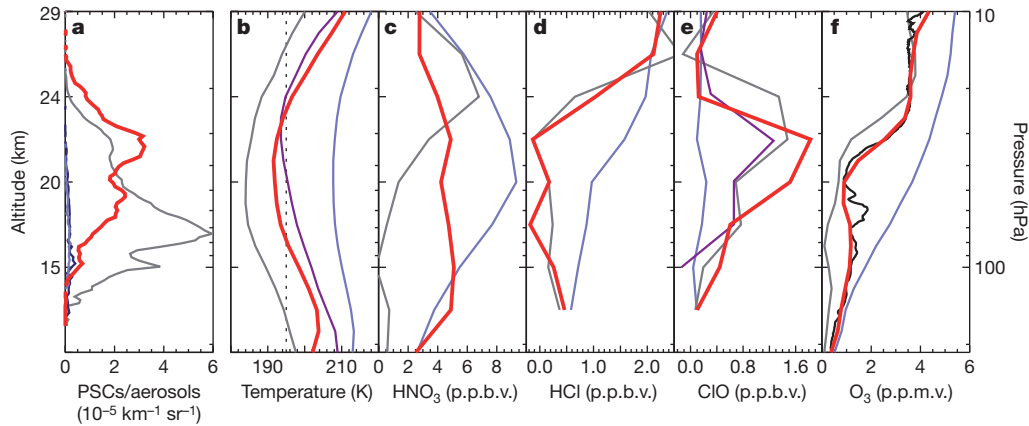 a b c d e f
10
29
24
20
15
100
Altitude (km)
Pressure (hPa)
0 2 4 6
190 210
0 4 8
0.0 1.0 2.0
0.0 0.8 1.6
0 2 4 6
PSCs/aerosols
(10⁻⁵ km⁻¹ sr⁻¹)
Temperature (K)
HNO₃ (p.p.b.v.)
HCl (p.p.b.v.)
ClO (p.p.b.v.)
O₃ (p.p.m.v.)